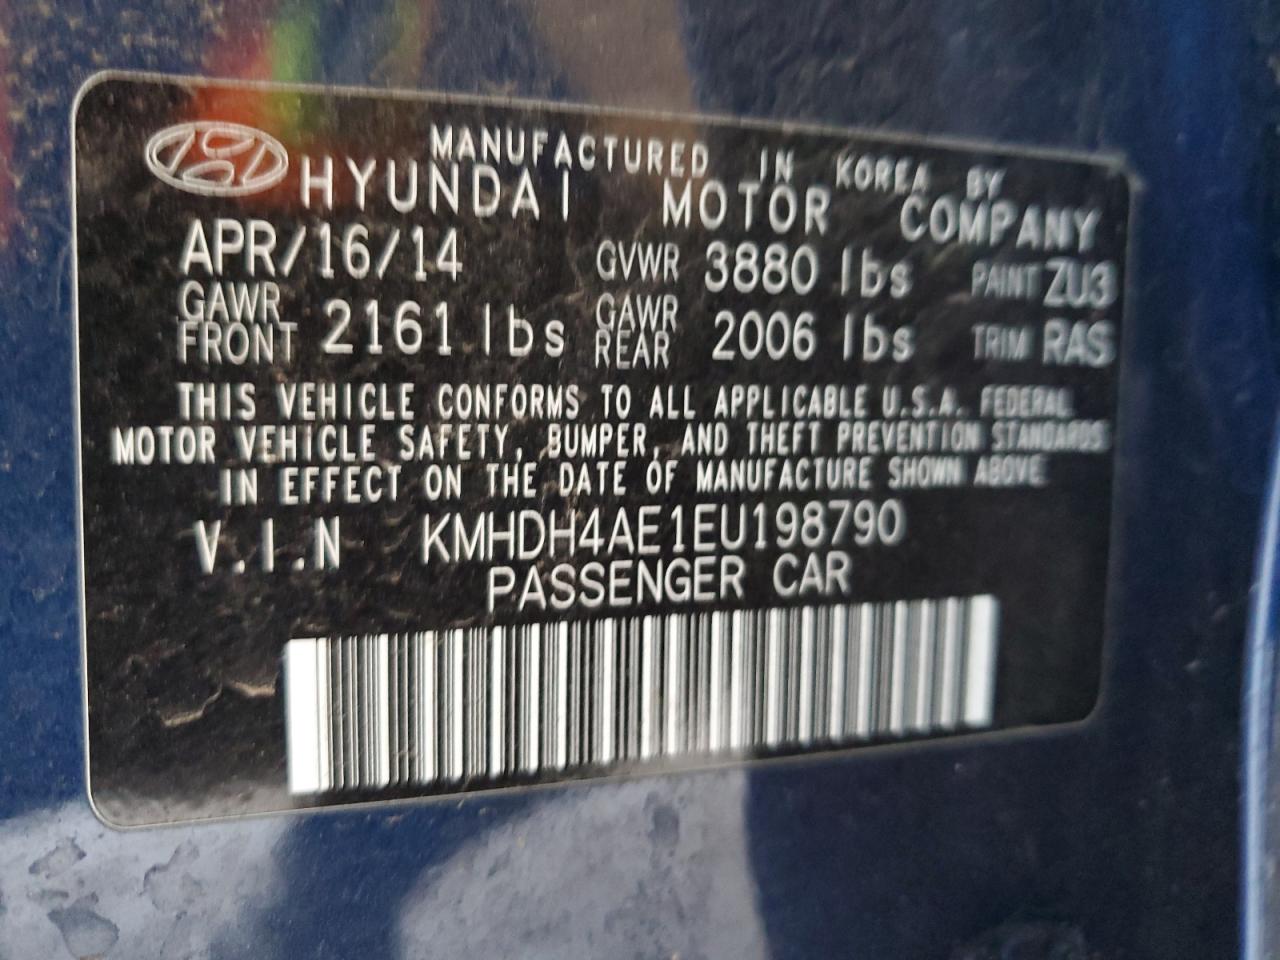 MANUFACTURED IN KOREA BY
HYUNDAI MOTOR COMPANY
APR/16/14 GVWR 3880 lbs PAINT ZU3
GAWR FRONT 2161 lbs GAWR REAR 2006 lbs TRIM RAS
THIS VEHICLE CONFORMS TO ALL APPLICABLE U.S.A. FEDERAL
MOTOR VEHICLE SAFETY, BUMPER, AND THEFT PREVENTION STANDARDS
IN EFFECT ON THE DATE OF MANUFACTURE SHOWN ABOVE
V.I.N KMHDH4AE1EU198790
PASSENGER CAR